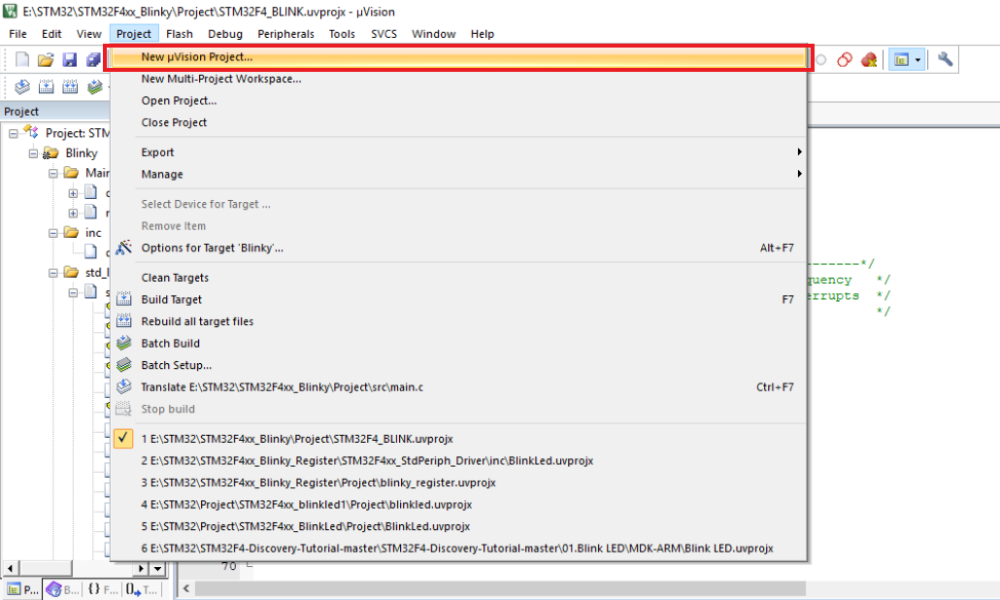 E:\STM32\STM32F4xx_Blinky\Project\STM32F4_BLINK.uvprojx - µVision
File Edit View Project Flash Debug Peripherals Tools SVCS Window Help
New µVision Project...
New Multi-Project Workspace...
Open Project...
Close Project
Export
Manage
Select Device for Target ...
Remove Item
Options for Target 'Blinky'... Alt+F7
Clean Targets
Build Target F7
Rebuild all target files
Batch Build
Batch Setup...
Translate E:\STM32\STM32F4xx_Blinky\Project\src\main.c Ctrl+F7
Stop build
1 E:\STM32\STM32F4xx_Blinky\Project\STM32F4_BLINK.uvprojx
2 E:\STM32\STM32F4xx_Blinky_Register\STM32F4xx_StdPeriph_Driver\inc\BlinkLed.uvprojx
3 E:\STM32\STM32F4xx_Blinky_Register\Project\blinky_register.uvprojx
4 E:\STM32\Project\STM32F4xx_blinkled1\Project\blinkled.uvprojx
5 E:\STM32\Project\STM32F4xx_BlinkLed\Project\BlinkLed.uvprojx
6 E:\STM32\STM32F4-Discovery-Tutorial-master\STM32F4-Discovery-Tutorial-master\01.Blink LED\MDK-ARM\Blink LED.uvprojx
Project
Project: STM
Blinky
Main
inc
std_l
-------*/
quency */
errupts */
*/
70
P... B... {} F... 0 T...